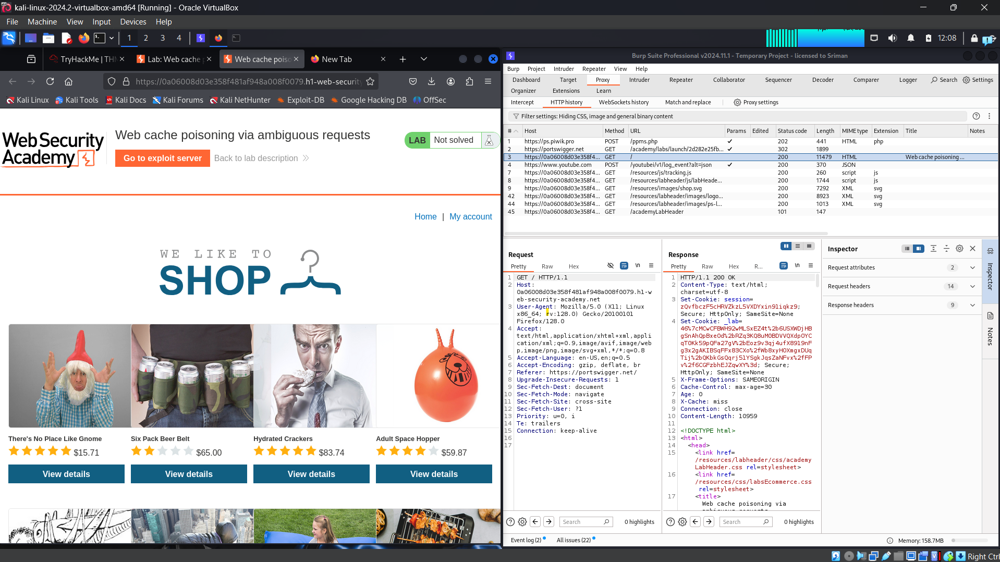 kali-linux-2024.2-virtualbox-amd64 [Running] - Oracle VirtualBox
File Machine View Input Devices Help
1 2 3 4
12:08
TryHackMe | THM
Lab: Web cache p
Web cache poiso
New Tab
https://0a06008d03e358f481af948a008f0079.h1-web-security
Kali Linux Kali Tools Kali Docs Kali Forums Kali NetHunter Exploit-DB Google Hacking DB OffSec
WebSecurity
Academy
Web cache poisoning via ambiguous requests
Go to exploit server
Back to lab description
LAB Not solved
Home | My account
WE LIKE TO
SHOP
There's No Place Like Gnome
$15.71
View details
Six Pack Beer Belt
$65.00
View details
Hydrated Crackers
$83.74
View details
Adult Space Hopper
$59.87
View details
Burp Suite Professional v2024.11.1 - Temporary Project - licensed to Sriman
Burp Project Intruder Repeater View Help
Dashboard Target Proxy Intruder Repeater Collaborator Sequencer Decoder Comparer Logger Search Settings
Organizer Extensions Learn
Intercept HTTP history WebSockets history Match and replace Proxy settings
Filter settings: Hiding CSS, image and general binary content
# Host Method URL Params Edited Status code Length MIME type Extension Title Notes
1 https://ps.piwik.pro POST /ppms.php ✓ 202 441 HTML php
2 https://portswigger.net GET /academy/labs/launch/2d282e25fb... ✓ 302 1899
3 https://0a06008d03e358f4... GET / 200 11479 HTML Web cache poisoning ...
4 https://www.youtube.com POST /youtubei/v1/log_event?alt=json ✓ 200 370 JSON
7 https://0a06008d03e358f4... GET /resources/js/tracking.js 200 260 script js
8 https://0a06008d03e358f4... GET /resources/labheader/js/labHeade... 200 1744 script js
9 https://0a06008d03e358f4... GET /resources/images/shop.svg 200 7292 XML svg
42 https://0a06008d03e358f4... GET /resources/labheader/images/logo... 200 8923 XML svg
44 https://0a06008d03e358f4... GET /resources/labheader/images/ps-l... 200 1013 XML svg
45 https://0a06008d03e358f4... GET /academyLabHeader 101 147
Request
Pretty Raw Hex
\n
1 GET / HTTP/1.1
2 Host:
0a06008d03e358f481af948a008f0079.h1-w
eb-security-academy.net
3 User-Agent: Mozilla/5.0 (X11; Linux
x86_64; rv:128.0) Gecko/20100101
Firefox/128.0
4 Accept:
text/html,application/xhtml+xml,appli
cation/xml;q=0.9,image/avif,image/web
p,image/png,image/svg+xml,*/*;q=0.8
5 Accept-Language: en-US,en;q=0.5
6 Accept-Encoding: gzip, deflate, br
7 Referer: https://portswigger.net/
8 Upgrade-Insecure-Requests: 1
9 Sec-Fetch-Dest: document
10 Sec-Fetch-Mode: navigate
11 Sec-Fetch-Site: cross-site
12 Sec-Fetch-User: ?1
13 Priority: u=0, i
14 Te: trailers
15 Connection: keep-alive
16
17
Search
0 highlights
Response
Pretty Raw Hex R...
\n
1 HTTP/1.1 200 OK
2 Content-Type: text/html;
charset=utf-8
3 Set-Cookie: session=
zQvfbczF5cHRVZkzL5VXDYxin91iqkz9;
Secure; HttpOnly; SameSite=None
4 Set-Cookie: _lab=
46%7cMCwCFBWH92wMLSxEZ4t%2b6USXWDjHB
gSnAhQpBxeOd%2bRZq3KQ8uM0BDVVQXdpOYC
qTOKk59pQFa27gV%2bEoz9v3qj4ufX8919nF
g3x2gAKIBSqFFx83CXo%2fWb8xyHOXmgxDUq
Tij%2bQKbkGsQqrj5lYSgkJqsZaNFvx%2fFP
v%2f6CGFzbhEJZqwXY%3d; Secure;
HttpOnly; SameSite=None
5 X-Frame-Options: SAMEORIGIN
6 Cache-Control: max-age=30
7 Age: 0
8 X-Cache: miss
9 Connection: close
10 Content-Length: 10959
11
12 <!DOCTYPE html>
13 <html>
14 <head>
15 <link href=
/resources/labheader/css/academy
LabHeader.css rel=stylesheet>
16 <link href=
/resources/css/labsEcommerce.css
rel=stylesheet>
17 <title>
Web cache poisoning via
ambiguous requests
Search
0 highlights
Inspector
Request attributes 2
Request headers 14
Response headers 9
Inspector
Notes
Event log (2) All issues (22)
Memory: 158.7MB
Right Ctrl